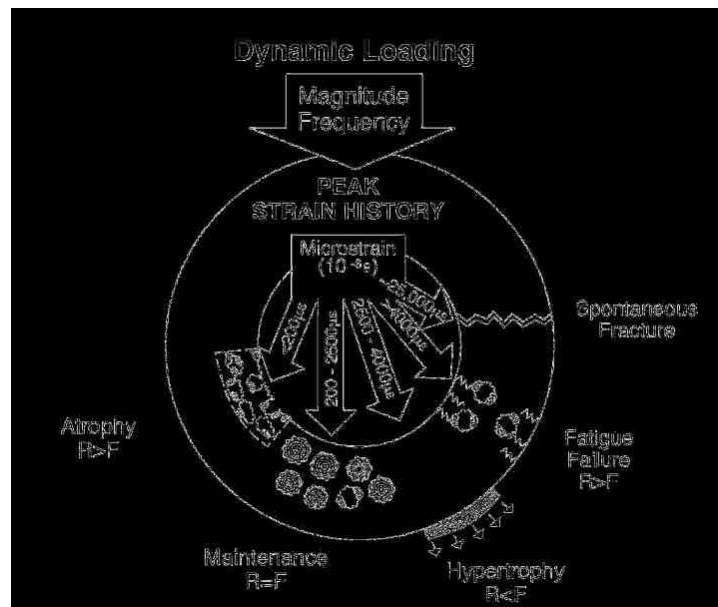 Dynamic Loading
Magnitude
Frequency
PEAK
STRAIN HISTORY
Microstrain
(10⁻⁶ε)
<200µs
200 - 2500µs
2500 - 4000µs
>4000µs
~25,000µs
Spontaneous
Fracture
Atrophy
R>F
Fatigue
Failure
R>F
Maintenance
R=F
Hypertrophy
R<F